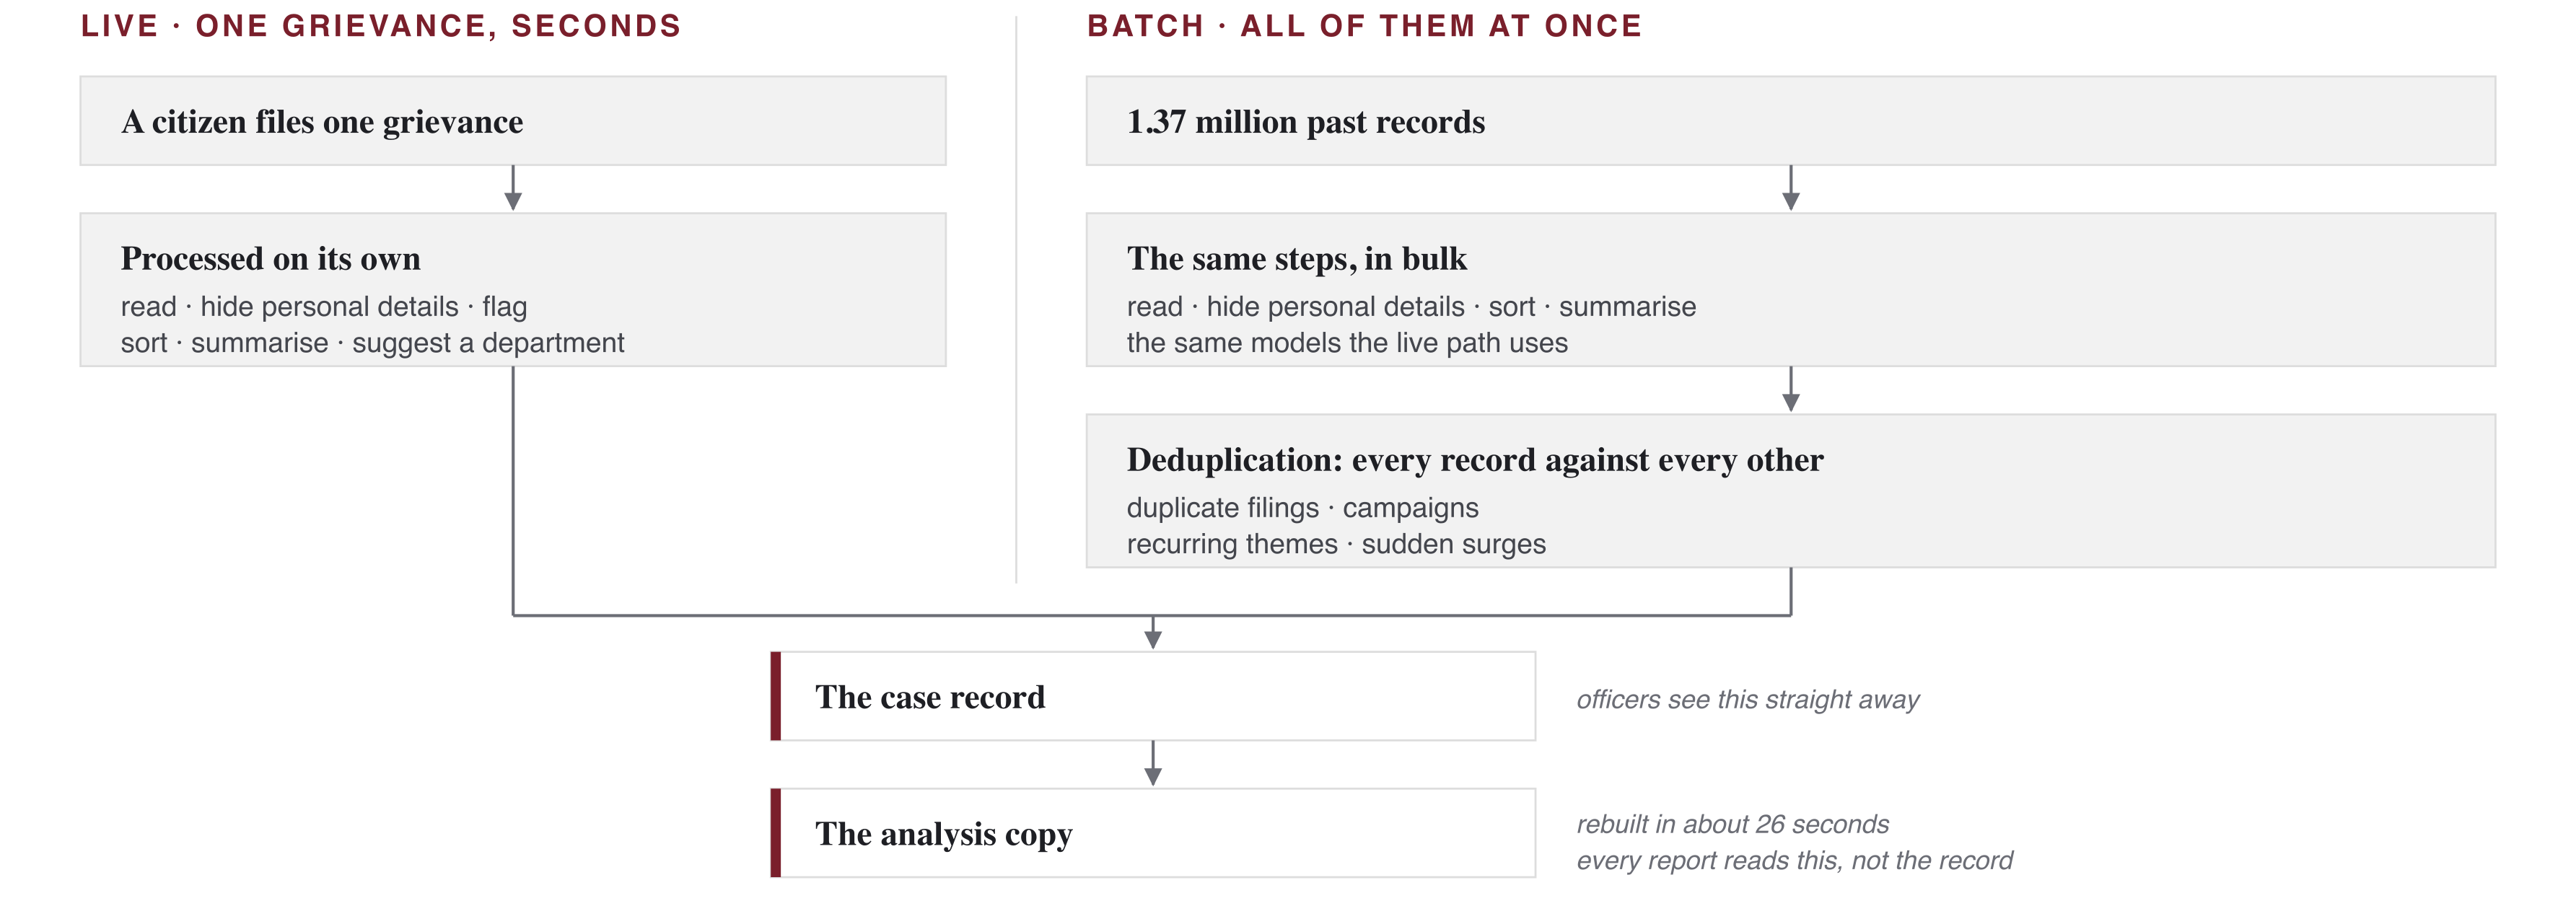 LIVE · ONE GRIEVANCE, SECONDS
A citizen files one grievance
Processed on its own
read · hide personal details · flag
sort · summarise · suggest a department
BATCH · ALL OF THEM AT ONCE
1.37 million past records
The same steps, in bulk
read · hide personal details · sort · summarise
the same models the live path uses
Deduplication: every record against every other
duplicate filings · campaigns
recurring themes · sudden surges
The case record
officers see this straight away
The analysis copy
rebuilt in about 26 seconds
every report reads this, not the record